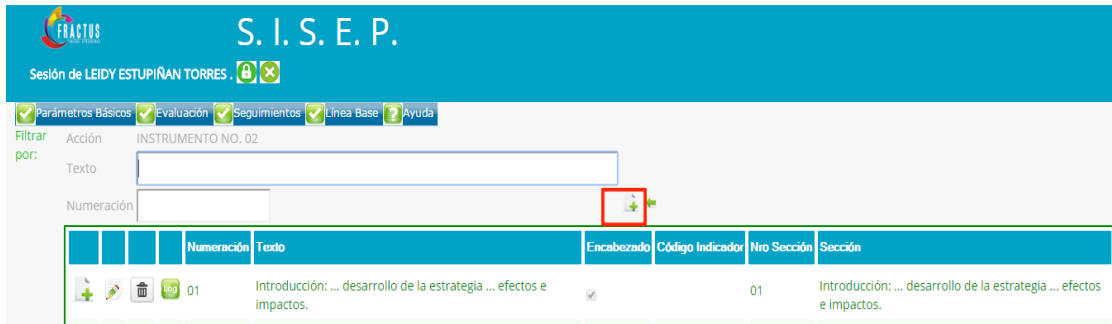 FRACTUS
S. I. S. E. P.
Sesión de LEIDY ESTUPIÑAN TORRES .
Parámetros Básicos Evaluación Seguimientos Línea Base Ayuda
Filtrar por:
Acción INSTRUMENTO NO. 02
Texto
Numeración
Numeración Texto Encabezado Código Indicador Nro Sección Sección
Log 01 Introducción: ... desarrollo de la estrategia ... efectos e 01 Introducción: ... desarrollo de la estrategia ... efectos
impactos. e impactos.